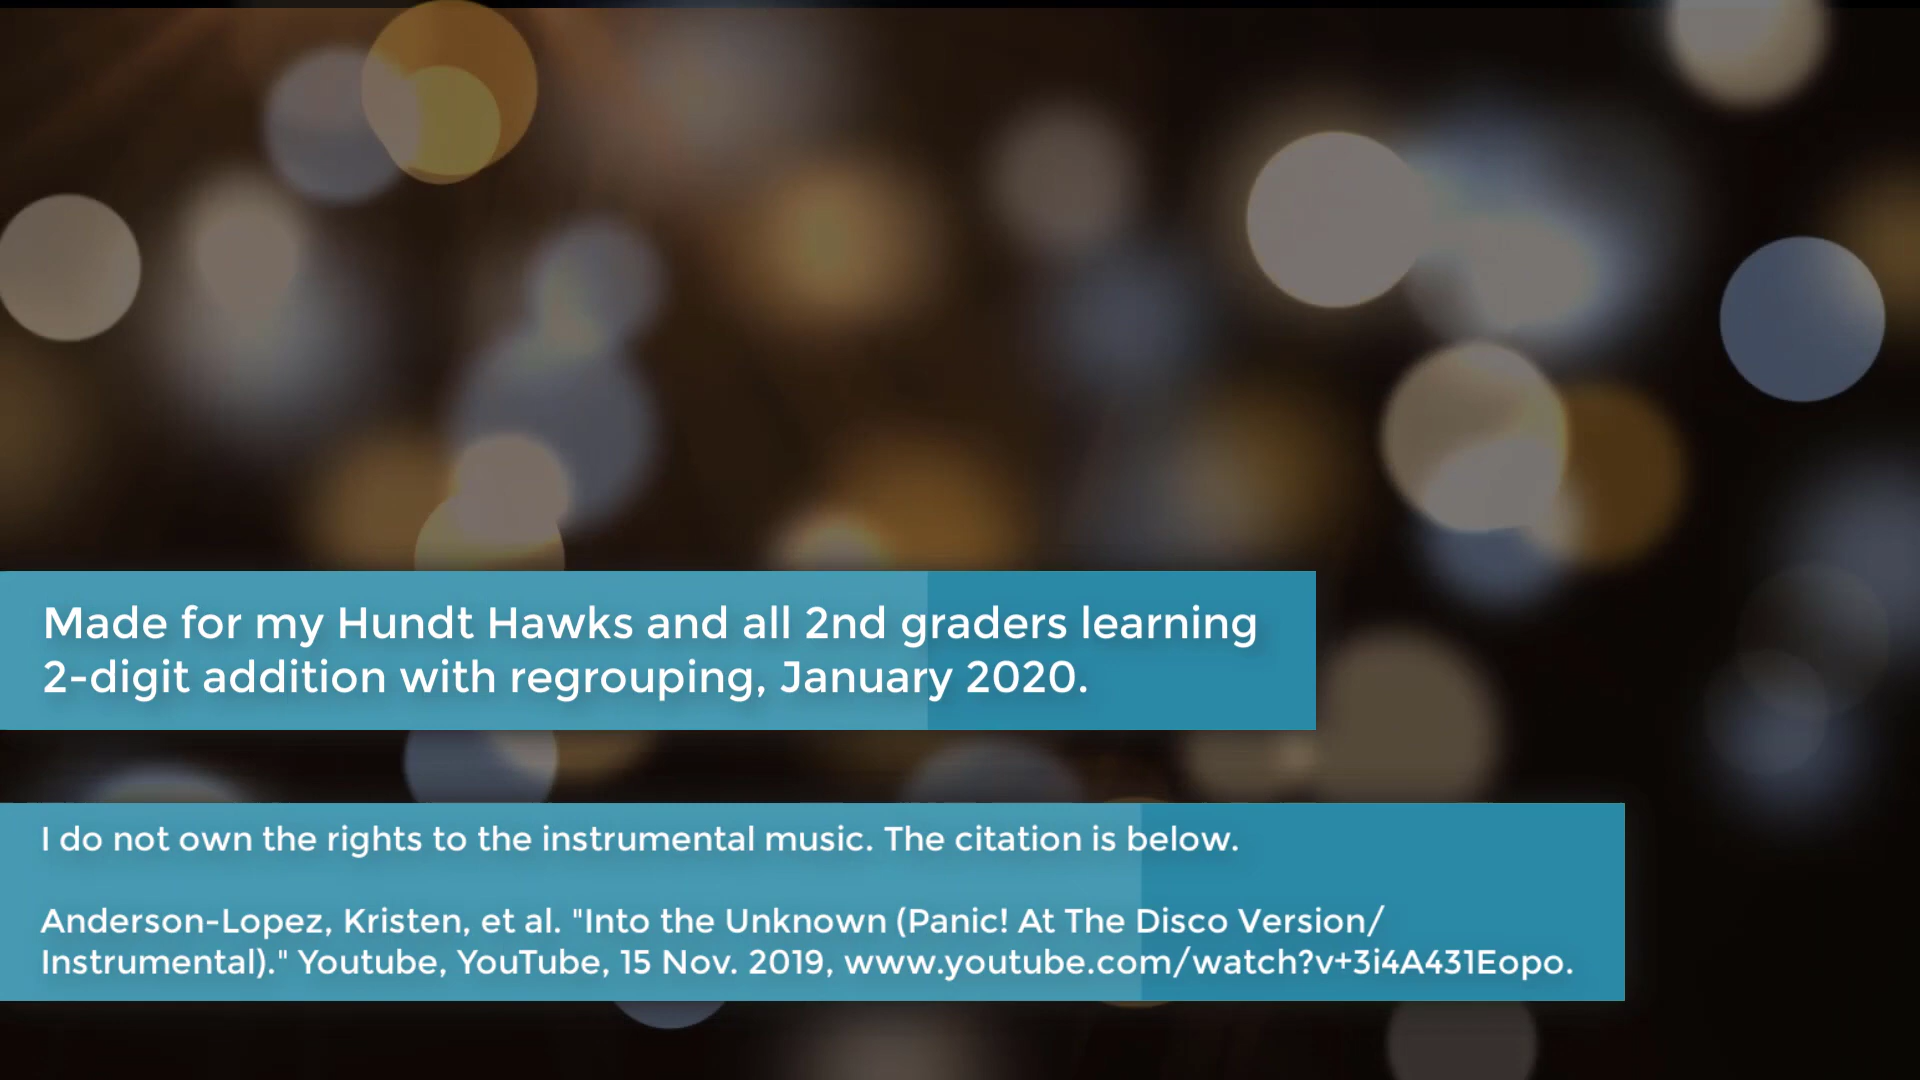 Made for my Hundt Hawks and all 2nd graders learning
2-digit addition with regrouping, January 2020.
I do not own the rights to the instrumental music. The citation is below.
Anderson-Lopez, Kristen, et al. "Into the Unknown (Panic! At The Disco Version/
Instrumental)." Youtube, YouTube, 15 Nov. 2019, www.youtube.com/watch?v+3i4A431Eopo.